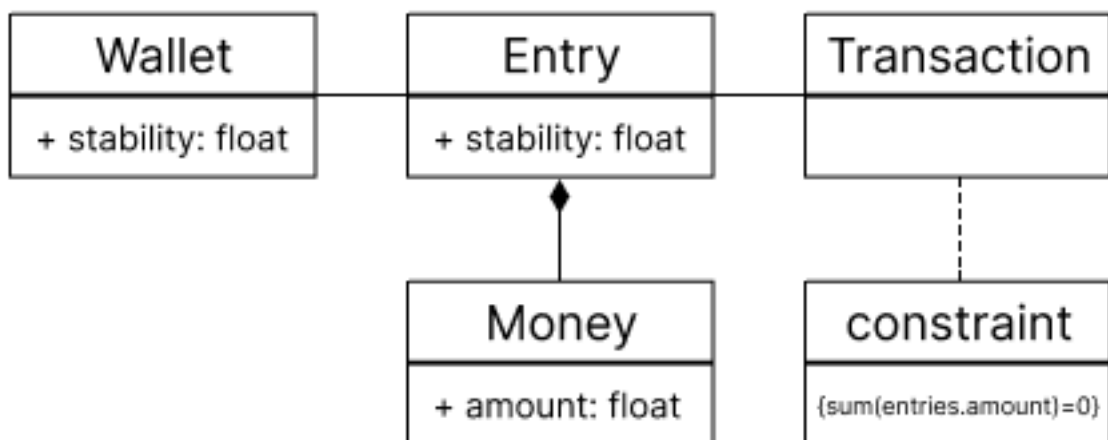 Wallet
+ stability: float
Entry
+ stability: float
Transaction
Money
+ amount: float
constraint
{sum(entries.amount)=0}